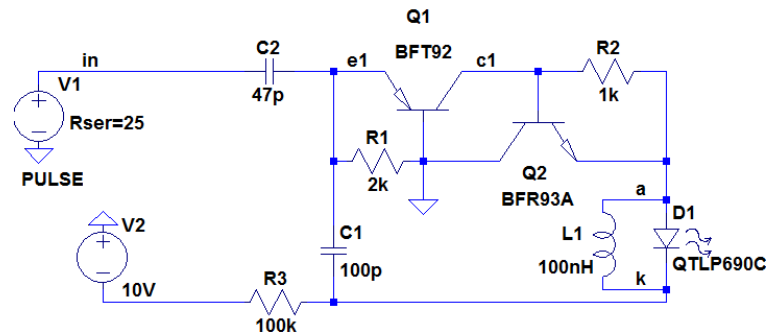 Q1
C2
R2
in
e1
BFT92
c1
V1
47p
1k
Rser=25
R1
Q2
PULSE
2k
BFR93A
a
D1
V2
C1
L1
100p
100nH
QTLP690C
10V
R3
k
100k